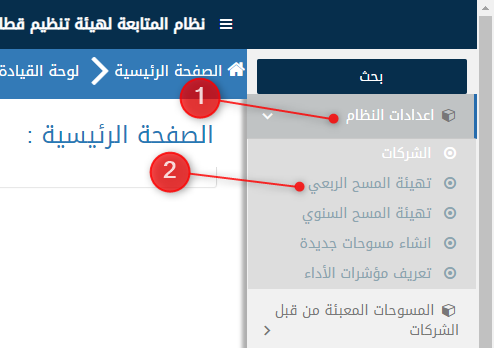 نظام المتابعة لهيئة تنظيم قطا
الصفحة الرئيسية
لوحة القيادة
بحث
1
اعدادات النظام
الصفحة الرئيسية :
الشركات
2
تهيئة المسح الربعي
تهيئة المسح السنوي
انشاء مسوحات جديدة
تعريف مؤشرات الأداء
المسوحات المعبئة من قبل
الشركات